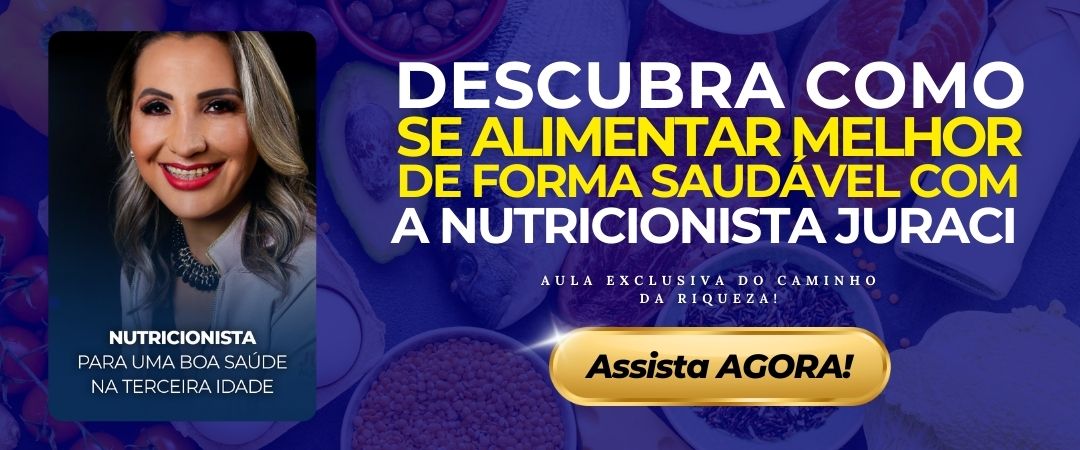 NUTRICIONISTA
PARA UMA BOA SAÚDE
NA TERCEIRA IDADE
DESCUBRA COMO
SE ALIMENTAR MELHOR
DE FORMA SAUDÁVEL COM
A NUTRICIONISTA JURACI
AULA EXCLUSIVA DO CAMINHO
DA RIQUEZA!
Assista AGORA!